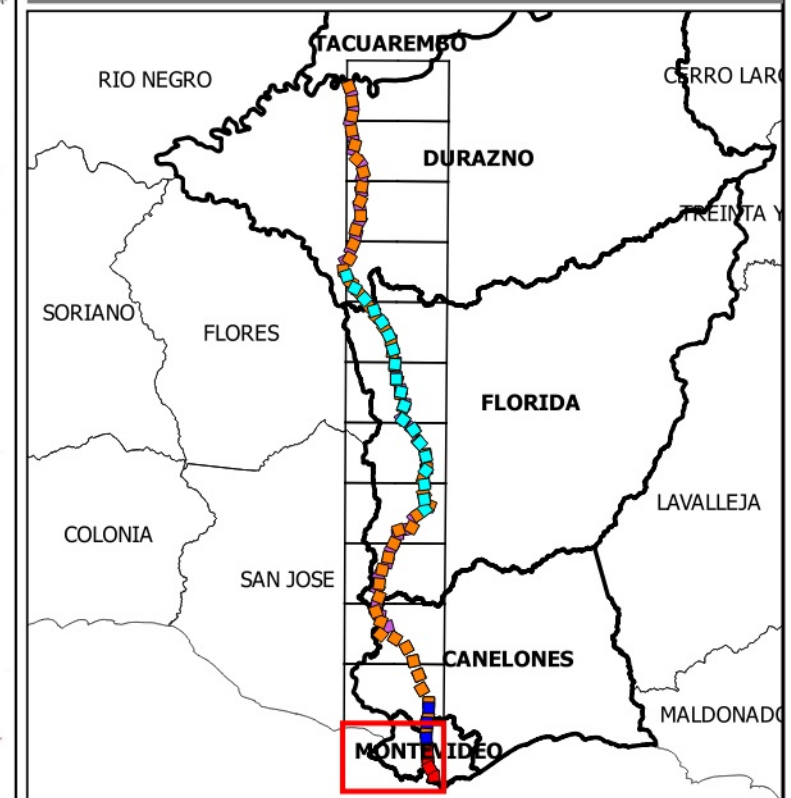 TACUAREMBO
RIO NEGRO
CERRO LARG
DURAZNO
TREINTA Y
SORIANO
FLORES
FLORIDA
LAVALLEJA
COLONIA
SAN JOSE
CANELONES
MALDONADO
MONTEVIDEO